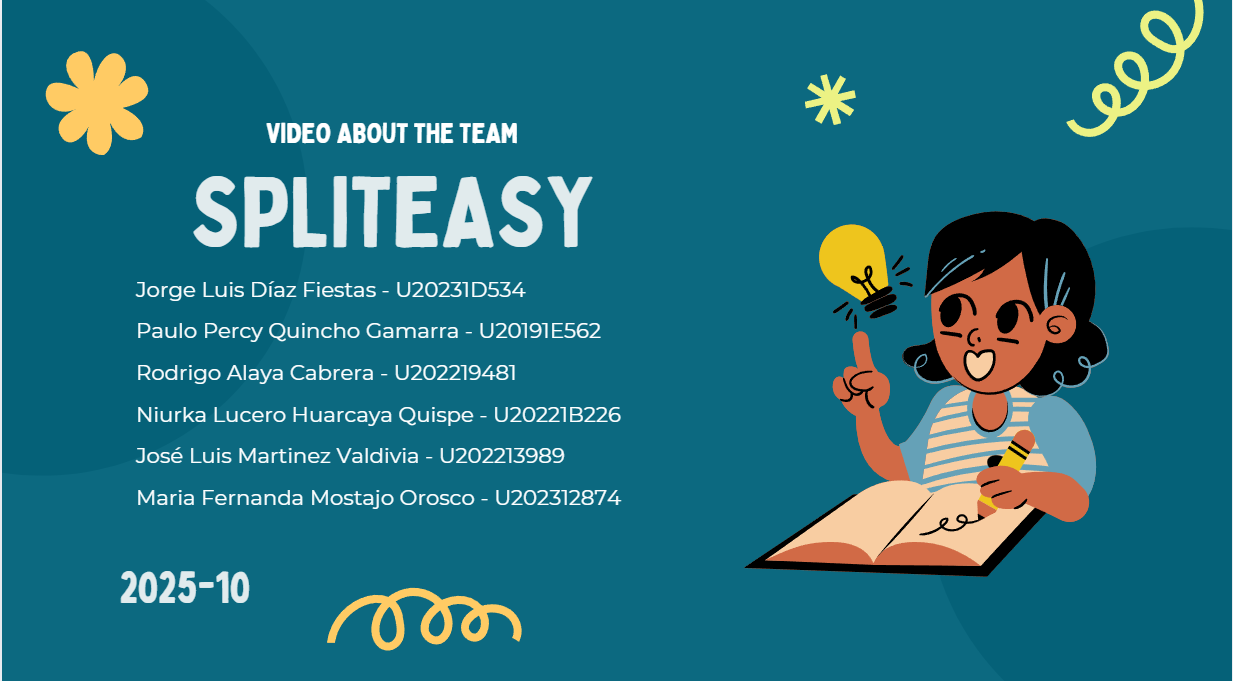 VIDEO ABOUT THE TEAM
SPLITEASY
Jorge Luis Díaz Fiestas - U20231D534
Paulo Percy Quincho Gamarra - U20191E562
Rodrigo Alaya Cabrera - U202219481
Niurka Lucero Huarcaya Quispe - U20221B226
José Luis Martinez Valdivia - U202213989
Maria Fernanda Mostajo Orosco - U202312874
2025-10